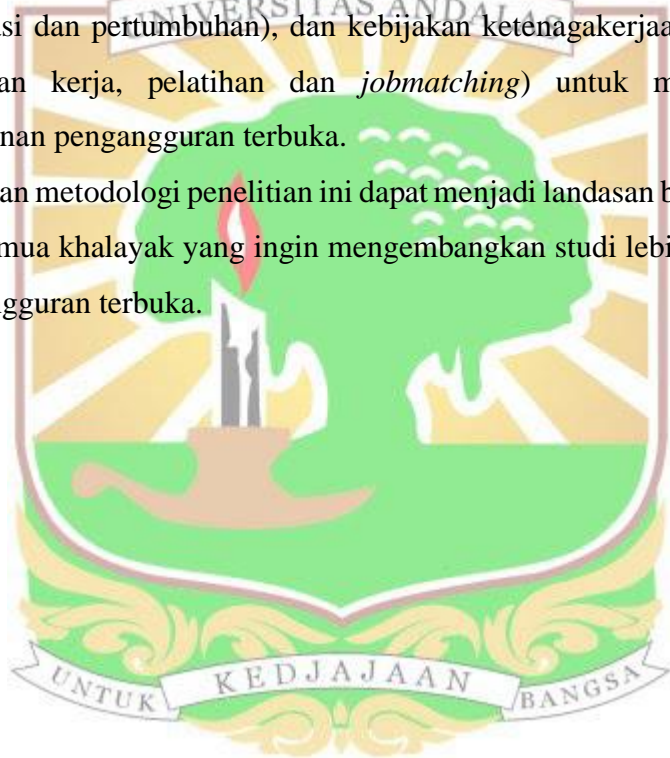 UNIVERSITAS ANDALAS
si dan pertumbuhan), dan kebijakan ketenagakerjaa
an kerja, pelatihan dan jobmatching) untuk m
nan pengangguran terbuka.
an metodologi penelitian ini dapat menjadi landasan b
mua khalayak yang ingin mengembangkan studi lebi
gguran terbuka.
UNTUK KEDJAJAAN BANGSA